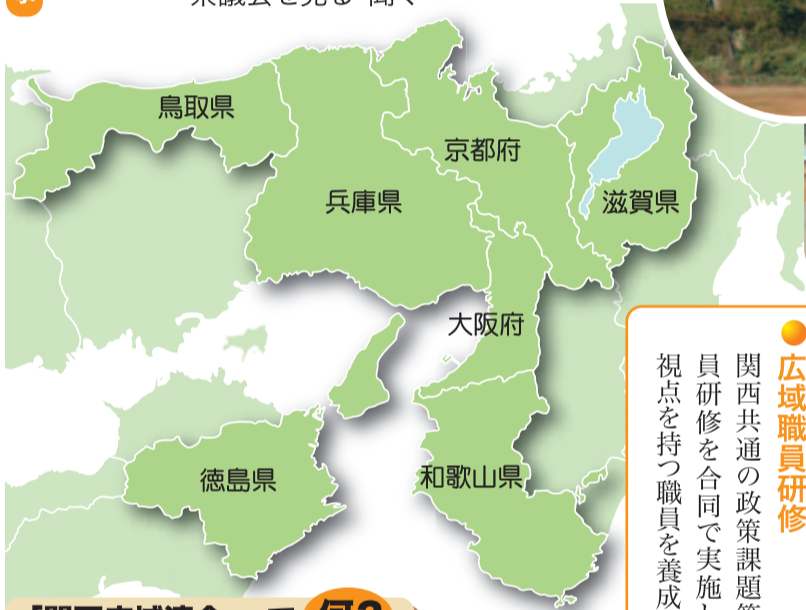 鳥取県
京都府
兵庫県
滋賀県
大阪府
徳島県
和歌山県
●広域職員研修
関西共通の政策課題等
員研修を合同で実施し
視点を持つ職員を養成